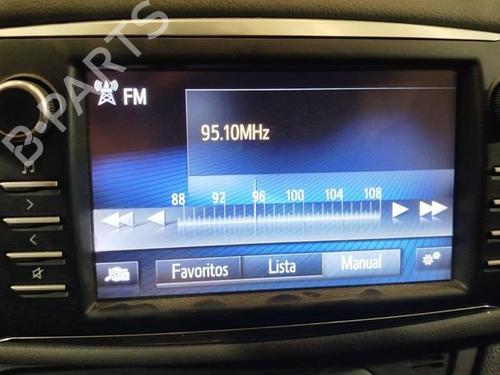 B-PARTS
FM
95.10MHz
88 92 96 100 104 108
Favoritos Lista Manual